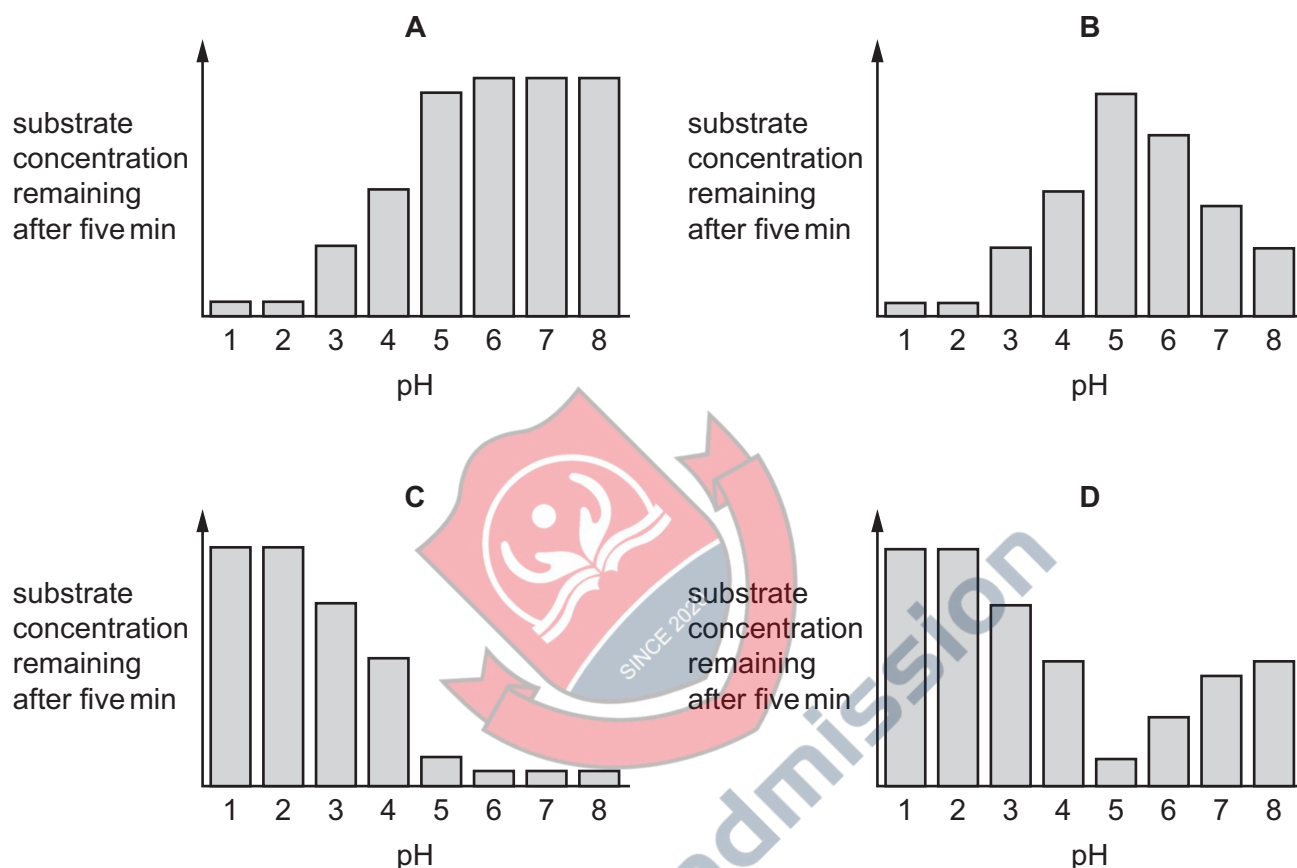 A
substrate
concentration
remaining
after five min
1 2 3 4 5 6 7 8
pH
B
substrate
concentration
remaining
after five min
1 2 3 4 5 6 7 8
pH
C
substrate
concentration
remaining
after five min
1 2 3 4 5 6 7 8
pH
D
substrate
concentration
remaining
after five min
1 2 3 4 5 6 7 8
pH
SINCE 2020
dmission